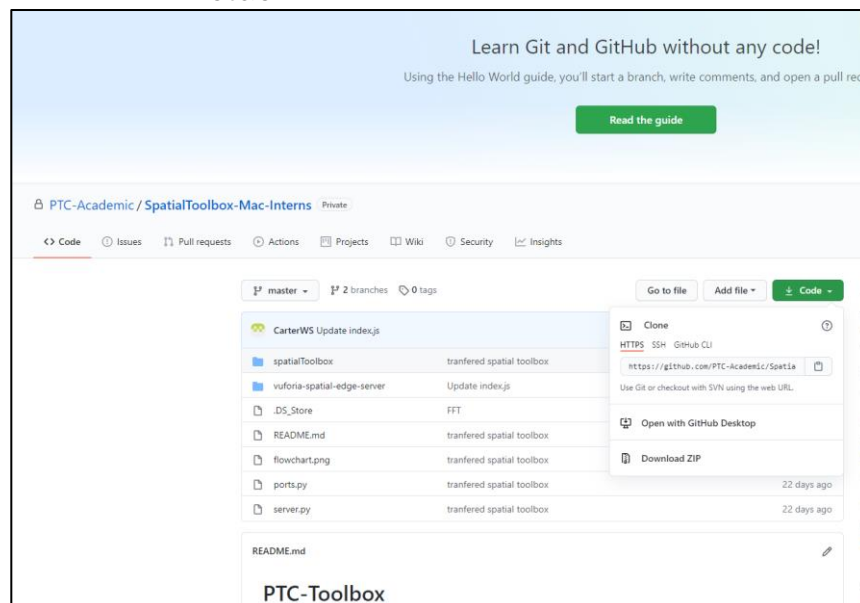 Learn Git and GitHub without any code!
Using the Hello World guide, you'll start a branch, write comments, and open a pull
Read the guide
PTC-Academic / SpatialToolbox-Mac-Interns Private
<> Code Issues Pull requests Actions Projects Wiki Security Insights
master 2 branches 0 tags Go to file Add file Code
CarterWS Update index.js
spatialToolbox tranfered spatial toolbox
vuforia-spatial-edge-server Update index.js
.DS_Store FFT
README.md tranfered spatial toolbox
flowchart.png tranfered spatial toolbox
ports.py tranfered spatial toolbox 22 days ago
server.py tranfered spatial toolbox 22 days ago
Clone
HTTPS SSH GitHub CLI
https://github.com/PTC-Academic/Spatia
Use Git or checkout with SVN using the web URL.
Open with GitHub Desktop
Download ZIP
README.md
PTC-Toolbox